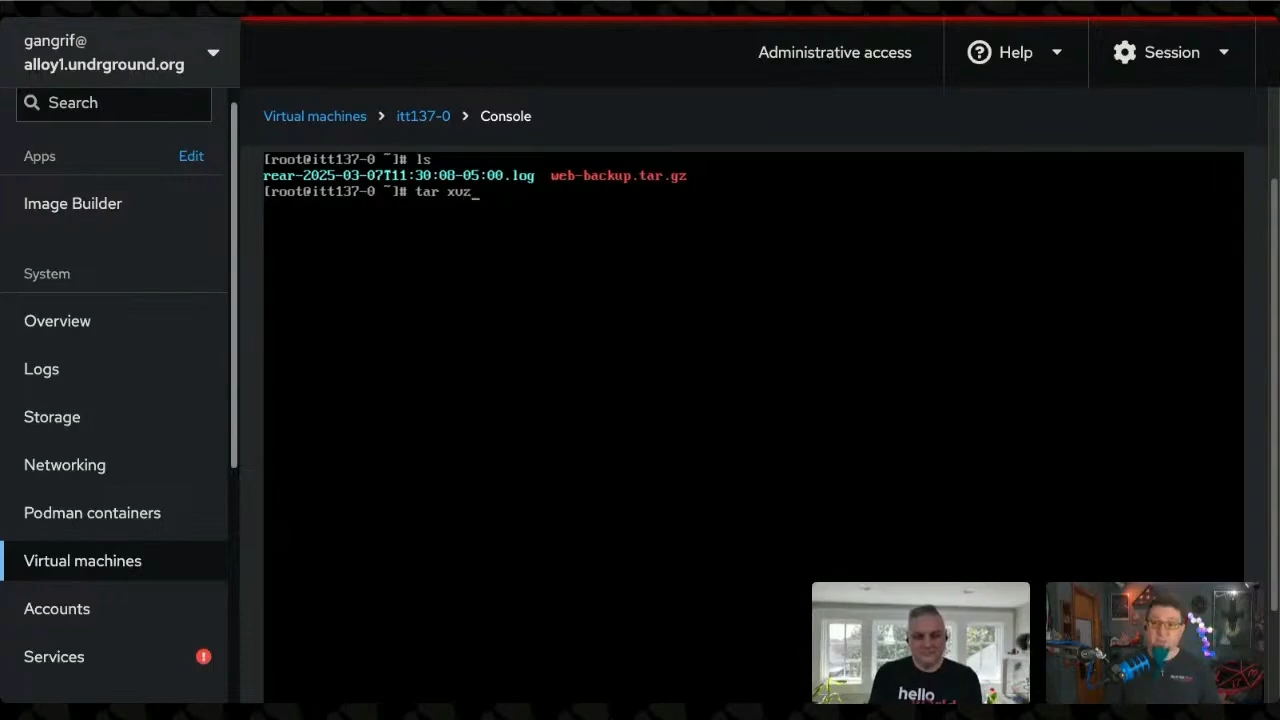 gangrif@
alloy1.undrground.org
Administrative access
Help
Session
Search
Apps
Edit
Image Builder
System
Overview
Logs
Storage
Networking
Podman containers
Virtual machines
Accounts
Services
Virtual machines > itt137-0 > Console
[root@itt137-0 ~]# ls
rear-2025-03-07T11:30:08-05:00.log web-backup.tar.gz
[root@itt137-0 ~]# tar xvz_
hello
world